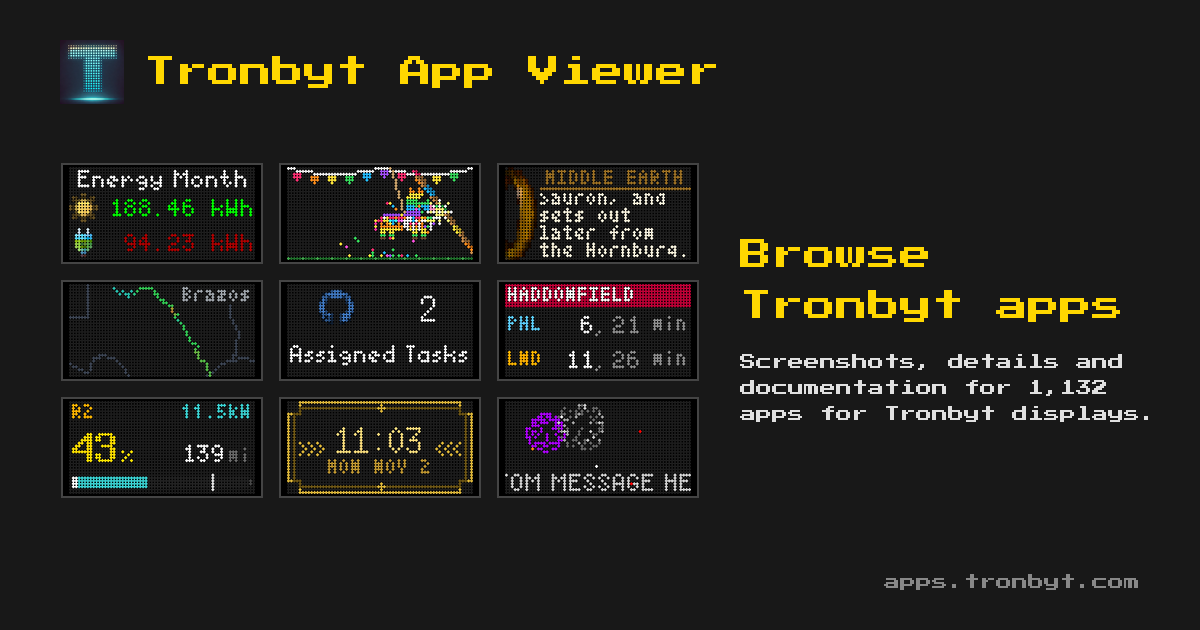 T
Tronbyt App Viewer
Energy Month
188.46 kWh
94.23 kWh
MIDDLE EARTH
Sauron, and
sets out
later from
the Hornburg.
Brazos
2
Assigned Tasks
HADDONFIELD
PHL 6, 21 min
LWD 11, 26 min
R2 11.5kW
43% 139mi
>>> 11:03 <<<
MON NOV 2
OM MESSAGE HE
Browse
Tronbyt apps
Screenshots, details and
documentation for 1,132
apps for Tronbyt displays.
apps.tronbyt.com